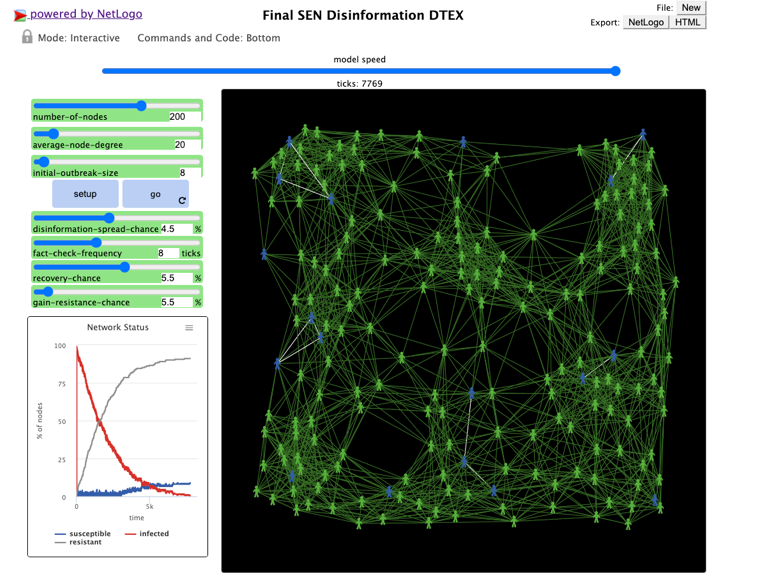 powered by NetLogo
Final SEN Disinformation DTEX
File: New
Export: NetLogo HTML
Mode: Interactive Commands and Code: Bottom
model speed
ticks: 7769
number-of-nodes 200
average-node-degree 20
initial-outbreak-size 8
setup go
disinformation-spread-chance 4.5 %
fact-check-frequency 8 ticks
recovery-chance 5.5 %
gain-resistance-chance 5.5 %
Network Status
100
75
50
25
0
% of nodes
0 5k
time
susceptible infected
resistant